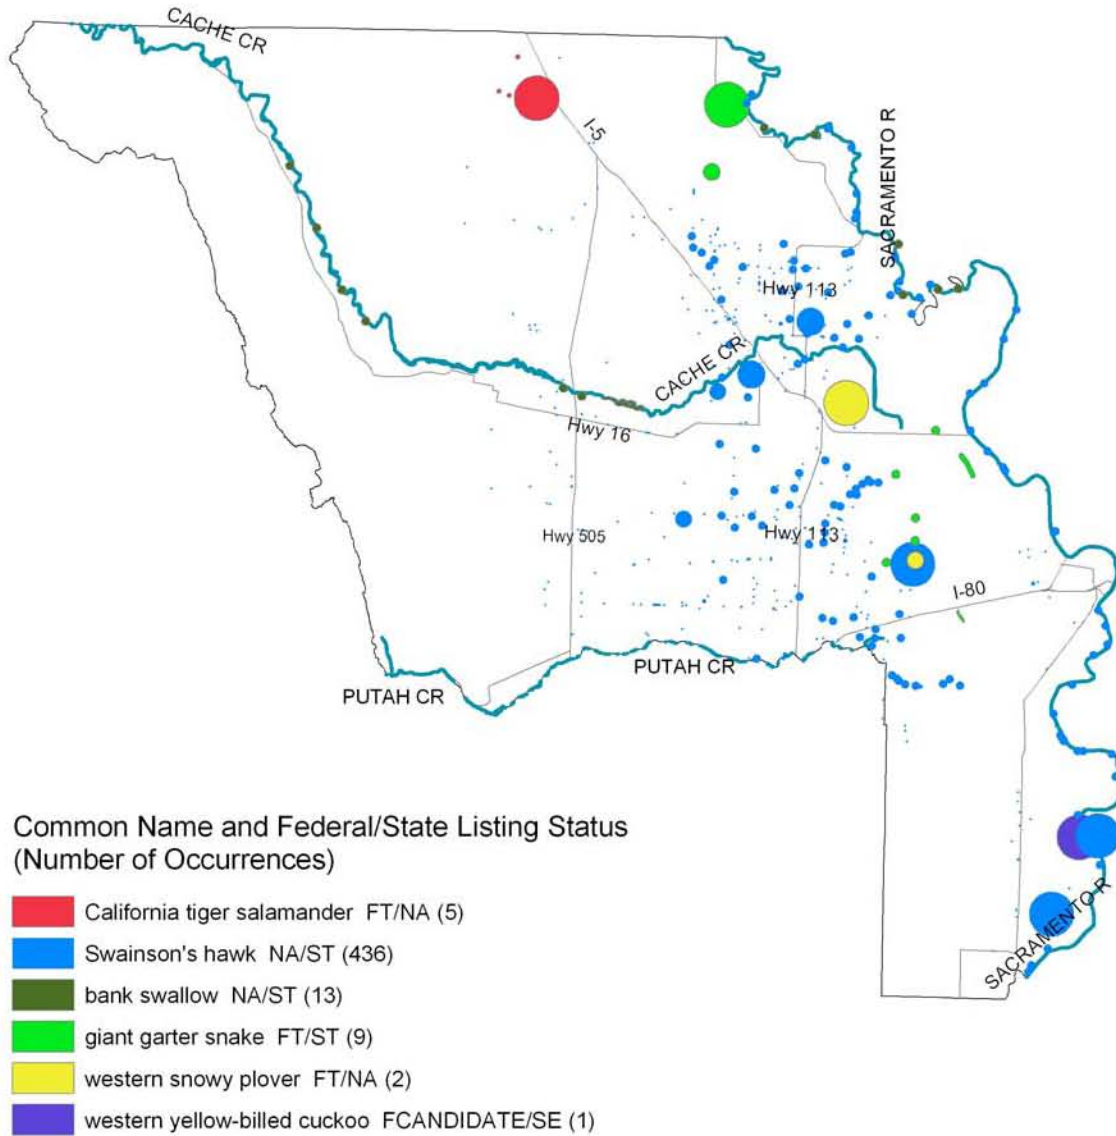 CACHE CR
I-5
SACRAMENTO R
Hwy 113
CACHE CR
Hwy 16
Hwy 505
Hwy 113
I-80
PUTAH CR
PUTAH CR
SACRAMENTO R
Common Name and Federal/State Listing Status
(Number of Occurrences)
California tiger salamander FT/NA (5)
Swainson's hawk NA/ST (436)
bank swallow NA/ST (13)
giant garter snake FT/ST (9)
western snowy plover FT/NA (2)
western yellow-billed cuckoo FCANDIDATE/SE (1)